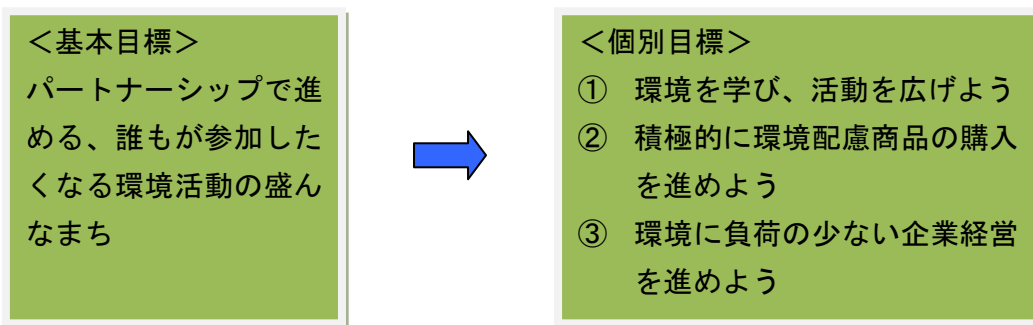 ＜基本目標＞
パートナーシップで進
める、誰もが参加した
くなる環境活動の盛ん
なまち
＜個別目標＞
①　環境を学び、活動を広げよう
②　積極的に環境配慮商品の購入
を進めよう
③　環境に負荷の少ない企業経営
を進めよう